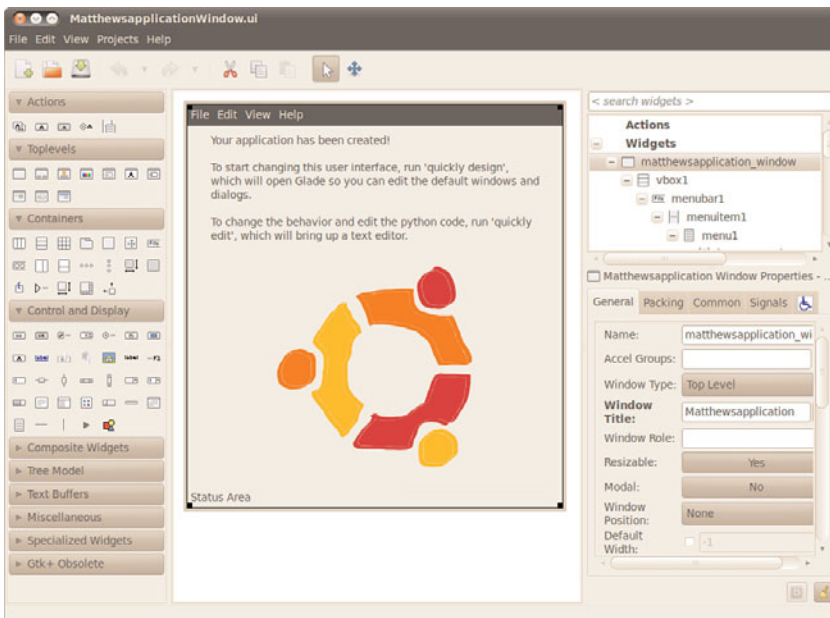 MatthewsapplicationWindow.ui
File Edit View Projects Help
Actions
Toplevels
Containers
Control and Display
Composite Widgets
Tree Model
Text Buffers
Miscellaneous
Specialized Widgets
Gtk+ Obsolete
File Edit View Help
Your application has been created!
To start changing this user interface, run 'quickly design',
which will open Glade so you can edit the default windows and
dialogs.
To change the behavior and edit the python code, run 'quickly
edit', which will bring up a text editor.
Status Area
< search widgets >
Actions
Widgets
matthewsapplication_window
vbox1
menubar1
menuitem1
menu1
Matthewsapplication Window Properties - ...
General Packing Common Signals
Name: matthewsapplication_wi
Accel Groups:
Window Type: Top Level
Window
Title: Matthewsapplication
Window Role:
Resizable: Yes
Modal: No
Window
Position: None
Default
Width: -1